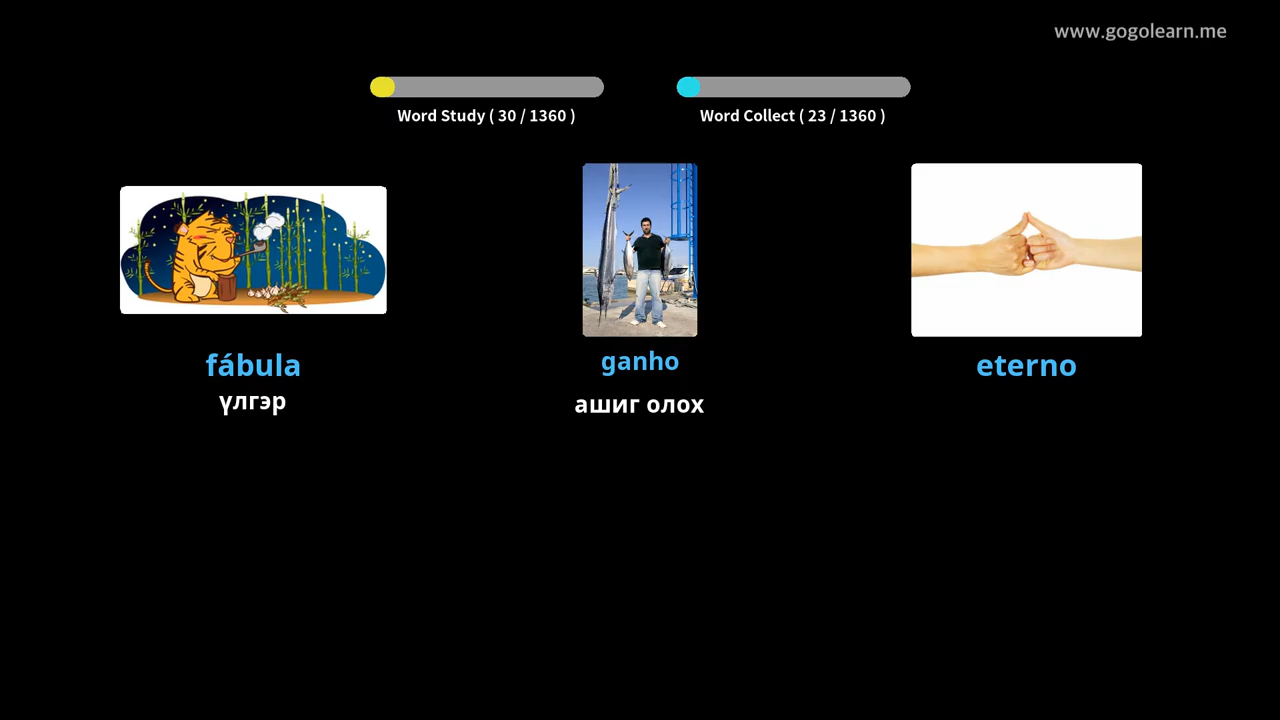 www.gogolearn.me
Word Study ( 30 / 1360 )
Word Collect ( 23 / 1360 )
fábula
үлгэр
ganho
ашиг олох
eterno